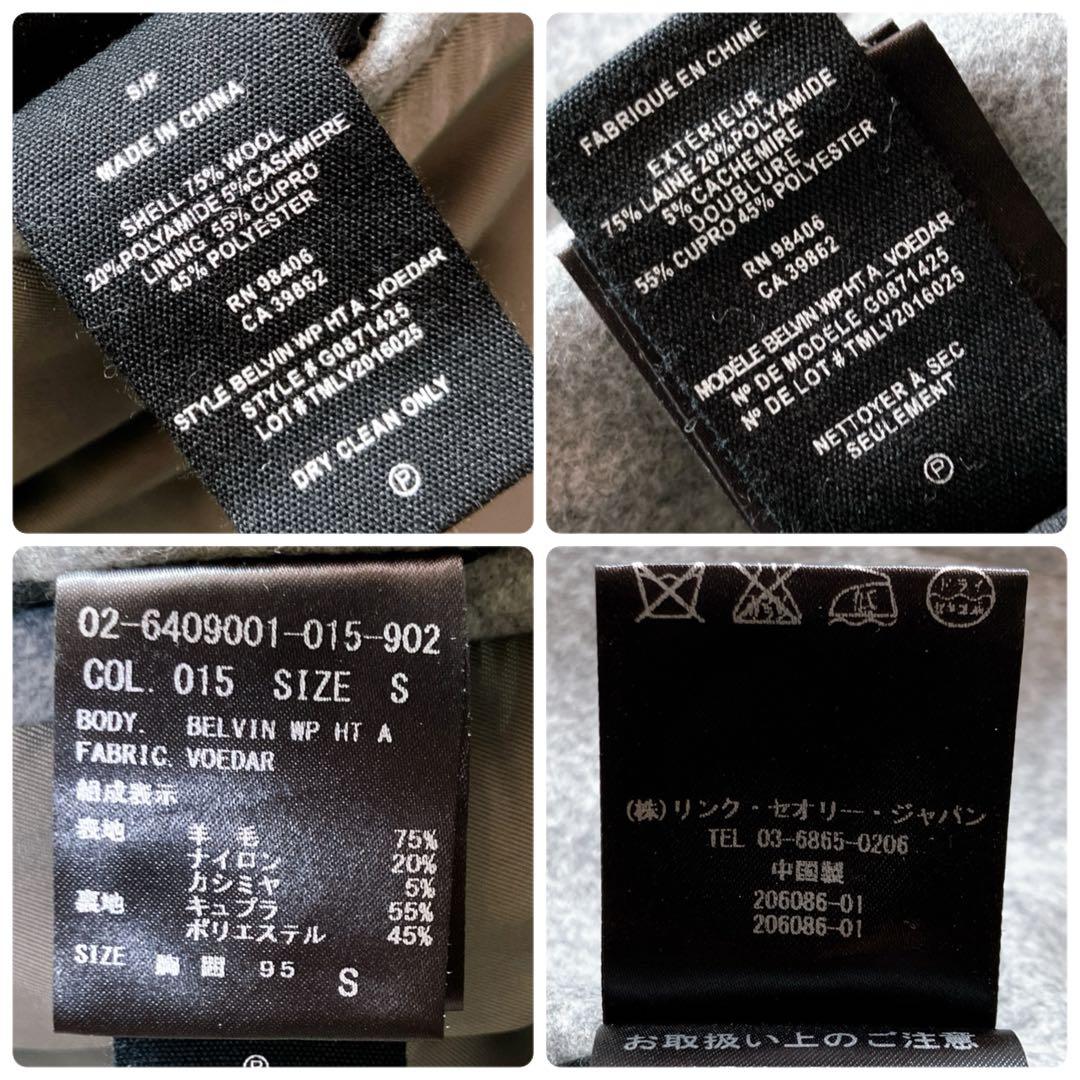 S/P
MADE IN CHINA
SHELL 75% WOOL
20%POLYAMIDE 5%CASHMERE
LINING 55% CUPRO
45% POLYESTER
RN 98406
CA 39862
STYLE BELVIN WP HT A_VOEDAR
STYLE # G0871425
LOT # TMLV2016025
DRY CLEAN ONLY
P
FABRIQUÉ EN CHINE
EXTÉRIEUR
75% LAINE 20%POLYAMIDE
5% CACHEMIRE
DOUBLURE
55% CUPRO 45% POLYESTER
RN 98406
CA 39862
MODÈLE BELVIN WP HT A_VOEDAR
Nº DE MODÈLE G0871425
Nº DE LOT # TMLV2016025
NETTOYER À SEC
SEULEMENT
P
02-6409001-015-902
COL. 015 SIZE S
BODY. BELVIN WP HT A
FABRIC. VOEDAR
組成表示
表地 羊毛 75%
ナイロン 20%
カシミヤ 5%
裏地 キュプラ 55%
ポリエステル 45%
SIZE 胸囲 95 S
P
ドライ
(株)リンク・セオリー・ジャパン
TEL 03-6865-0206
中国製
206086-01
206086-01
お取扱い上のご注意